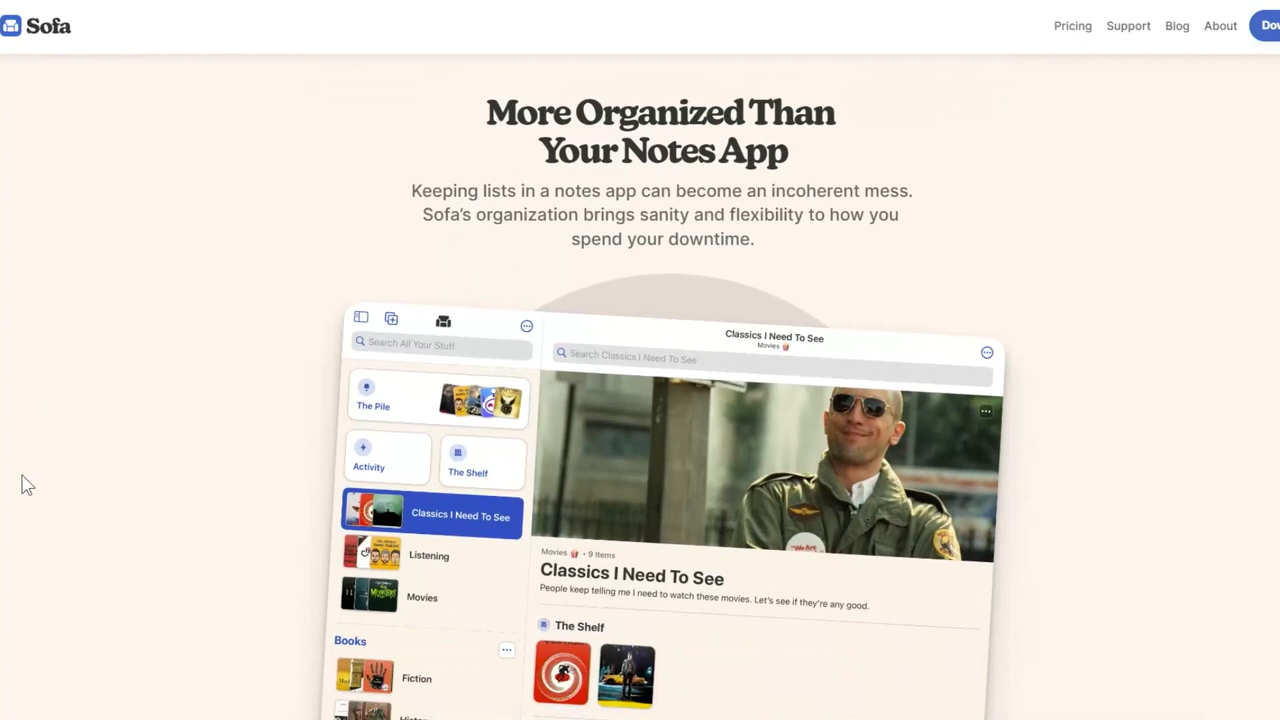 Sofa
Pricing Support Blog About
More Organized Than
Your Notes App
Keeping lists in a notes app can become an incoherent mess.
Sofa's organization brings sanity and flexibility to how you
spend your downtime.
Search All Your Stuff
Classics I Need To See
Movies 🍿
Search Classics I Need To See
The Pile
Activity
The Shelf
Classics I Need To See
Listening
Movies
Books
Fiction
Movies 🍿 • 9 Items
Classics I Need To See
People keep telling me I need to watch these movies. Let's see if they're any good.
The Shelf